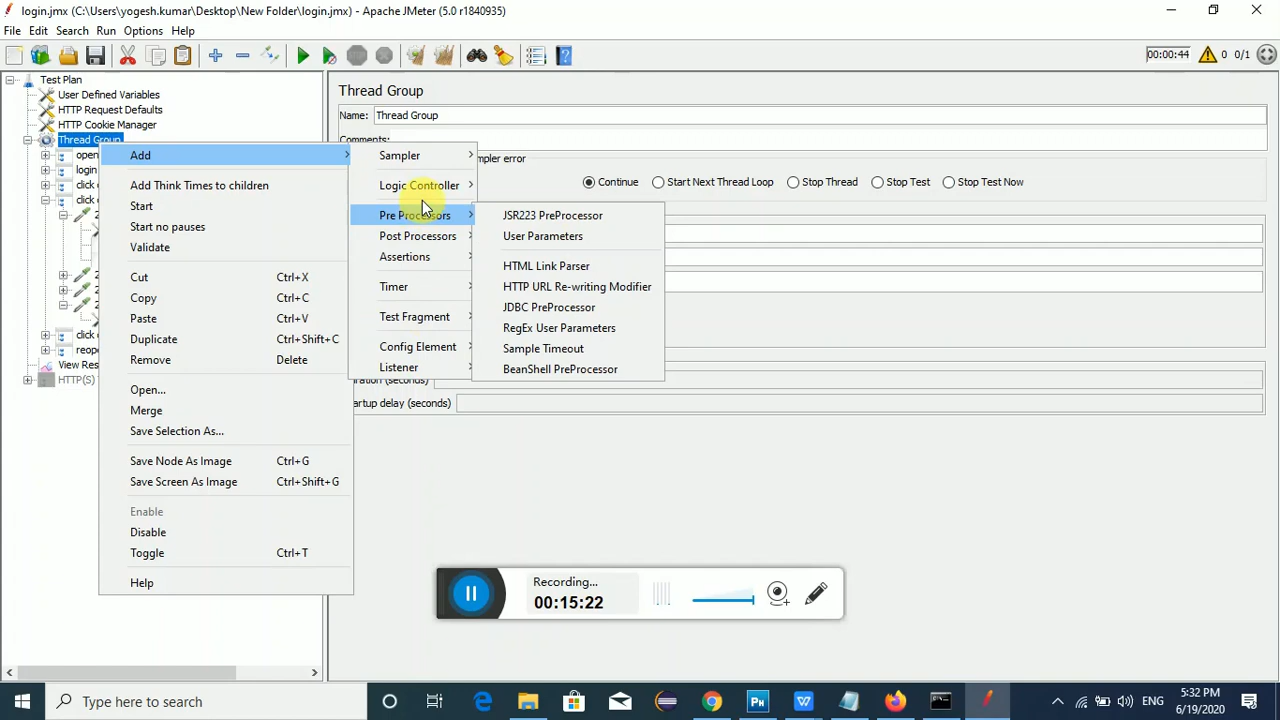 login.jmx (C:\Users\yogesh.kumar\Desktop\New Folder\login.jmx) - Apache JMeter (5.0 r1840935)
File Edit Search Run Options Help
00:00:44 0 0/1
Test Plan
User Defined Variables
HTTP Request Defaults
HTTP Cookie Manager
Thread Group
open
login
click
click
2
2
2
2
click
reope
View Res
HTTP(S)
Add
Add Think Times to children
Start
Start no pauses
Validate
Cut Ctrl+X
Copy Ctrl+C
Paste Ctrl+V
Duplicate Ctrl+Shift+C
Remove Delete
Open...
Merge
Save Selection As...
Save Node As Image Ctrl+G
Save Screen As Image Ctrl+Shift+G
Enable
Disable
Toggle Ctrl+T
Help
Sampler
Logic Controller
Pre Processors
Post Processors
Assertions
Timer
Test Fragment
Config Element
Listener
JSR223 PreProcessor
User Parameters
HTML Link Parser
HTTP URL Re-writing Modifier
JDBC PreProcessor
RegEx User Parameters
Sample Timeout
BeanShell PreProcessor
Thread Group
Name: Thread Group
Comments:
mpler error
Continue Start Next Thread Loop Stop Thread Stop Test Stop Test Now
uration (seconds)
artup delay (seconds)
Recording...
00:15:22
Type here to search
ENG
5:32 PM
6/19/2020